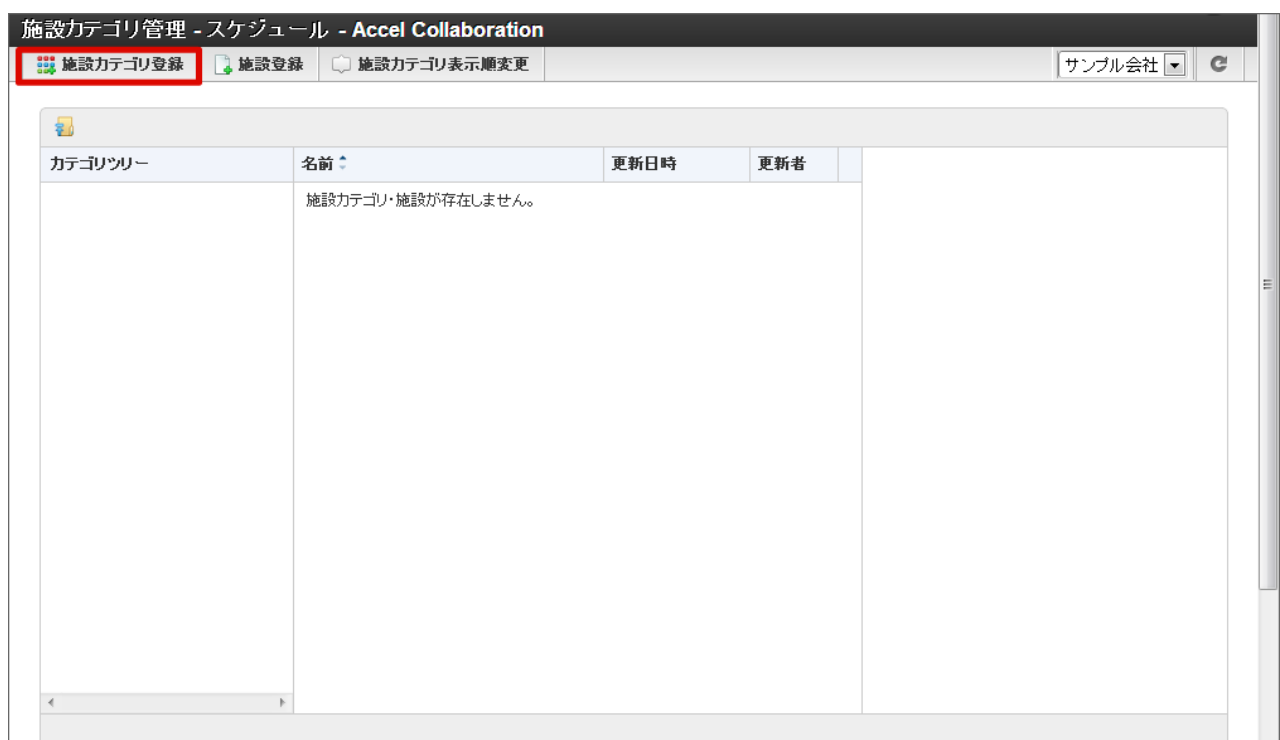 施設カテゴリ管理 - スケジュール - Accel Collaboration
施設カテゴリ登録 施設登録 施設カテゴリ表示順変更 サンプル会社
カテゴリツリー 名前 更新日時 更新者
施設カテゴリ・施設が存在しません。